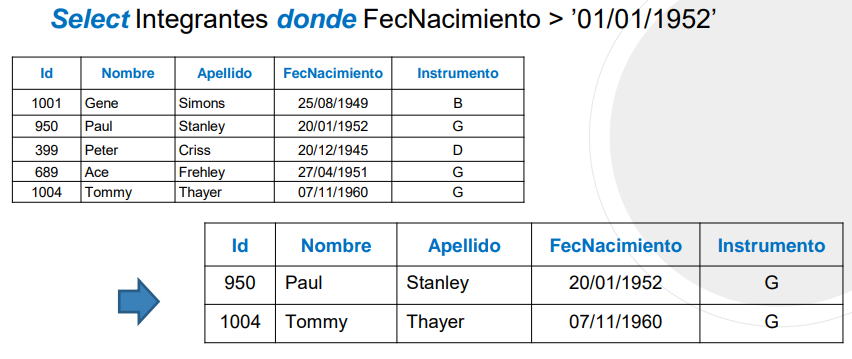 Select Integrantes donde FecNacimiento > ’01/01/1952’
Id Nombre Apellido FecNacimiento Instrumento
1001 Gene Simons 25/08/1949 B
950 Paul Stanley 20/01/1952 G
399 Peter Criss 20/12/1945 D
689 Ace Frehley 27/04/1951 G
1004 Tommy Thayer 07/11/1960 G
Id Nombre Apellido FecNacimiento Instrumento
950 Paul Stanley 20/01/1952 G
1004 Tommy Thayer 07/11/1960 G